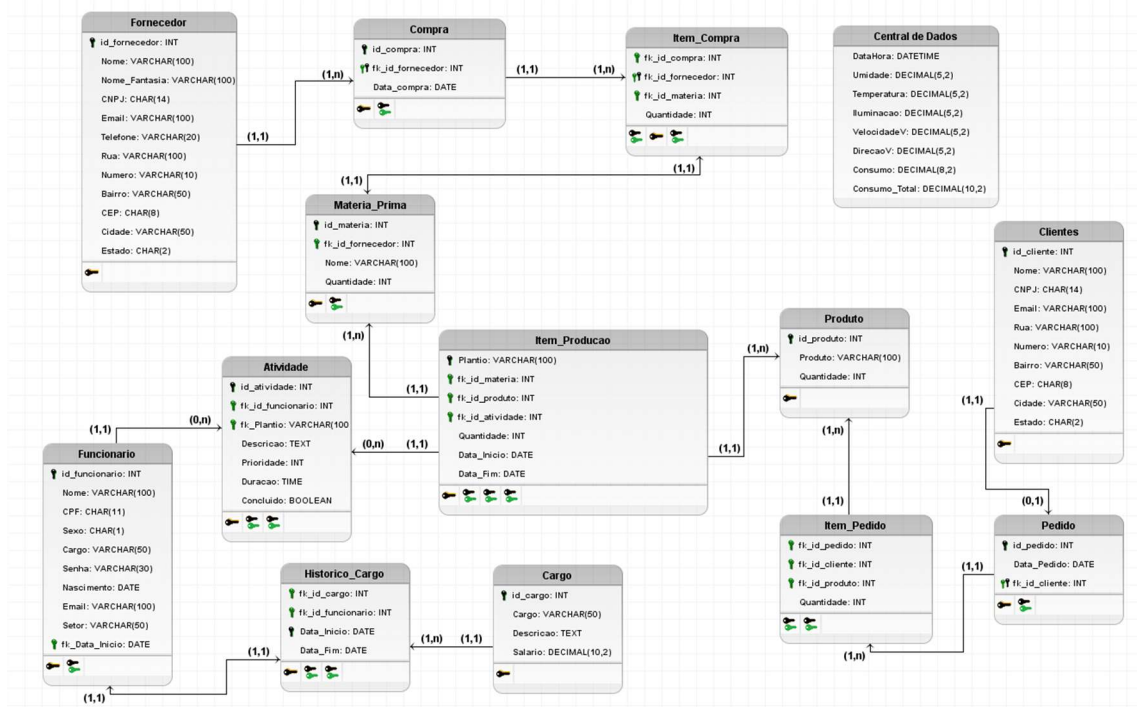 Fornecedor
id_fornecedor: INT
Nome: VARCHAR(100)
Nome_Fantasia: VARCHAR(100)
CNPJ: CHAR(14)
Email: VARCHAR(100)
Telefone: VARCHAR(20)
Rua: VARCHAR(100)
Numero: VARCHAR(10)
Bairro: VARCHAR(50)
CEP: CHAR(8)
Cidade: VARCHAR(50)
Estado: CHAR(2)
(1,1)
(1,n)
Compra
id_compra: INT
fk_id_fornecedor: INT
Data_compra: DATE
(1,1)
(1,n)
Item_Compra
fk_id_compra: INT
fk_id_fornecedor: INT
fk_id_materia: INT
Quantidade: INT
(1,1)
(1,1)
Central de Dados
DataHora: DATETIME
Umidade: DECIMAL(5,2)
Temperatura: DECIMAL(5,2)
Iluminacao: DECIMAL(5,2)
VelocidadeV: DECIMAL(5,2)
DirecaoV: DECIMAL(5,2)
Consumo: DECIMAL(8,2)
Consumo_Total: DECIMAL(10,2)
Materia_Prima
id_materia: INT
fk_id_fornecedor: INT
Nome: VARCHAR(100)
Quantidade: INT
(1,n)
(1,1)
Clientes
id_cliente: INT
Nome: VARCHAR(100)
CNPJ: CHAR(14)
Email: VARCHAR(100)
Rua: VARCHAR(100)
Numero: VARCHAR(10)
Bairro: VARCHAR(50)
CEP: CHAR(8)
Cidade: VARCHAR(50)
Estado: CHAR(2)
(1,1)
(0,1)
Produto
id_produto: INT
Produto: VARCHAR(100)
Quantidade: INT
(1,n)
(1,1)
(1,n)
(1,1)
Item_Producao
Plantio: VARCHAR(100)
fk_id_materia: INT
fk_id_produto: INT
fk_id_atividade: INT
Quantidade: INT
Data_Inicio: DATE
Data_Fim: DATE
(0,n)
(1,1)
Atividade
id_atividade: INT
fk_id_funcionario: INT
fk_Plantio: VARCHAR(100
Descricao: TEXT
Prioridade: INT
Duracao: TIME
Concluido: BOOLEAN
(1,1)
(0,n)
Funcionario
id_funcionario: INT
Nome: VARCHAR(100)
CPF: CHAR(11)
Sexo: CHAR(1)
Cargo: VARCHAR(50)
Senha: VARCHAR(30)
Nascimento: DATE
Email: VARCHAR(100)
Setor: VARCHAR(50)
fk_Data_Inicio: DATE
(1,1)
(1,1)
Historico_Cargo
fk_id_cargo: INT
fk_id_funcionario: INT
Data_Inicio: DATE
Data_Fim: DATE
(1,n)
(1,1)
Cargo
id_cargo: INT
Cargo: VARCHAR(50)
Descricao: TEXT
Salario: DECIMAL(10,2)
Item_Pedido
fk_id_pedido: INT
fk_id_cliente: INT
fk_id_produto: INT
Quantidade: INT
(1,n)
(1,1)
Pedido
id_pedido: INT
Data_Pedido: DATE
fk_id_cliente: INT